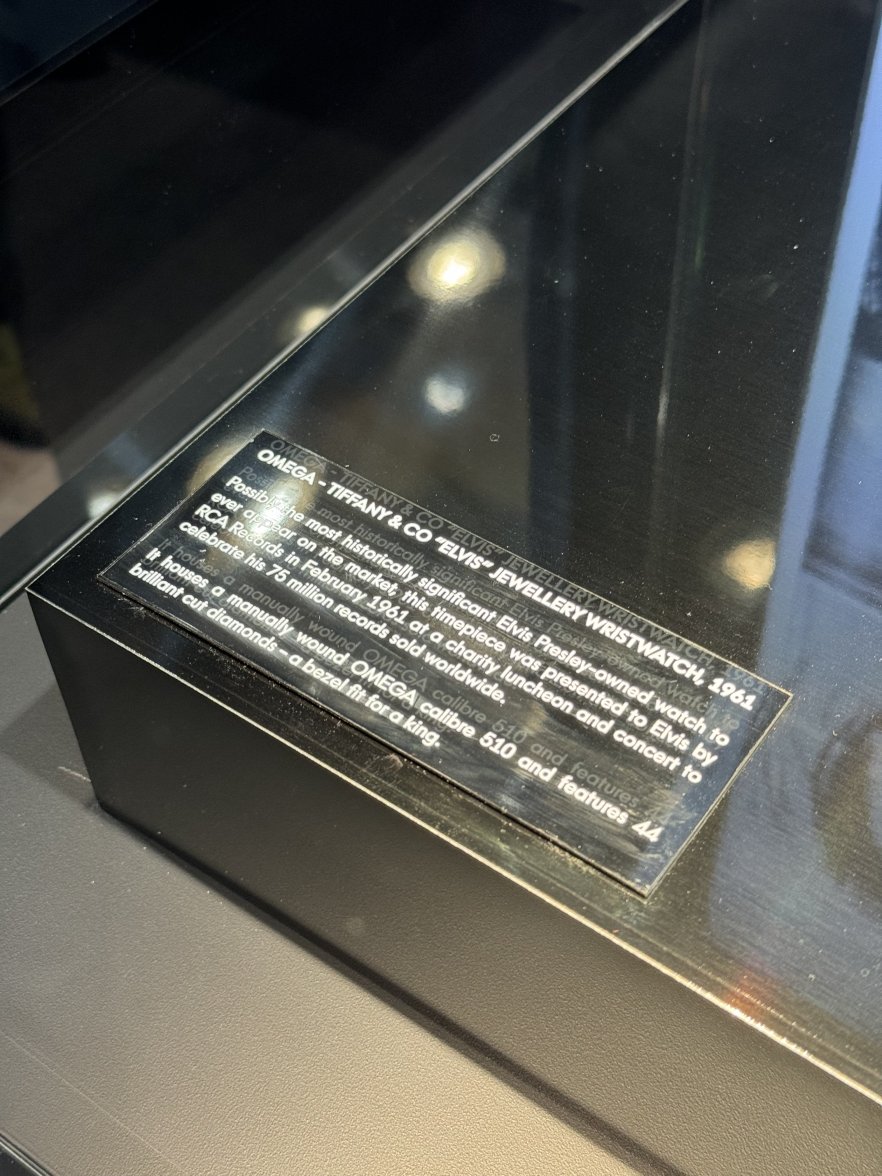 OMEGA - TIFFANY & CO "ELVIS" JEWELLERY WRISTWATCH, 1961
Possibly the most historically significant Elvis Presley-owned watch to
ever appear on the market, this timepiece was presented to Elvis by
RCA Records in February 1961 at a charity luncheon and concert to
celebrate his 75 million records sold worldwide.
It houses a manually wound OMEGA calibre 510 and features 44
brilliant cut diamonds – a bezel fit for a king.